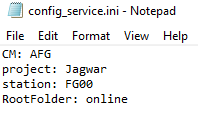 config_service.ini - Notepad
File Edit Format View Help
CM: AFG
project: Jagwar
station: FG00
RootFolder: online